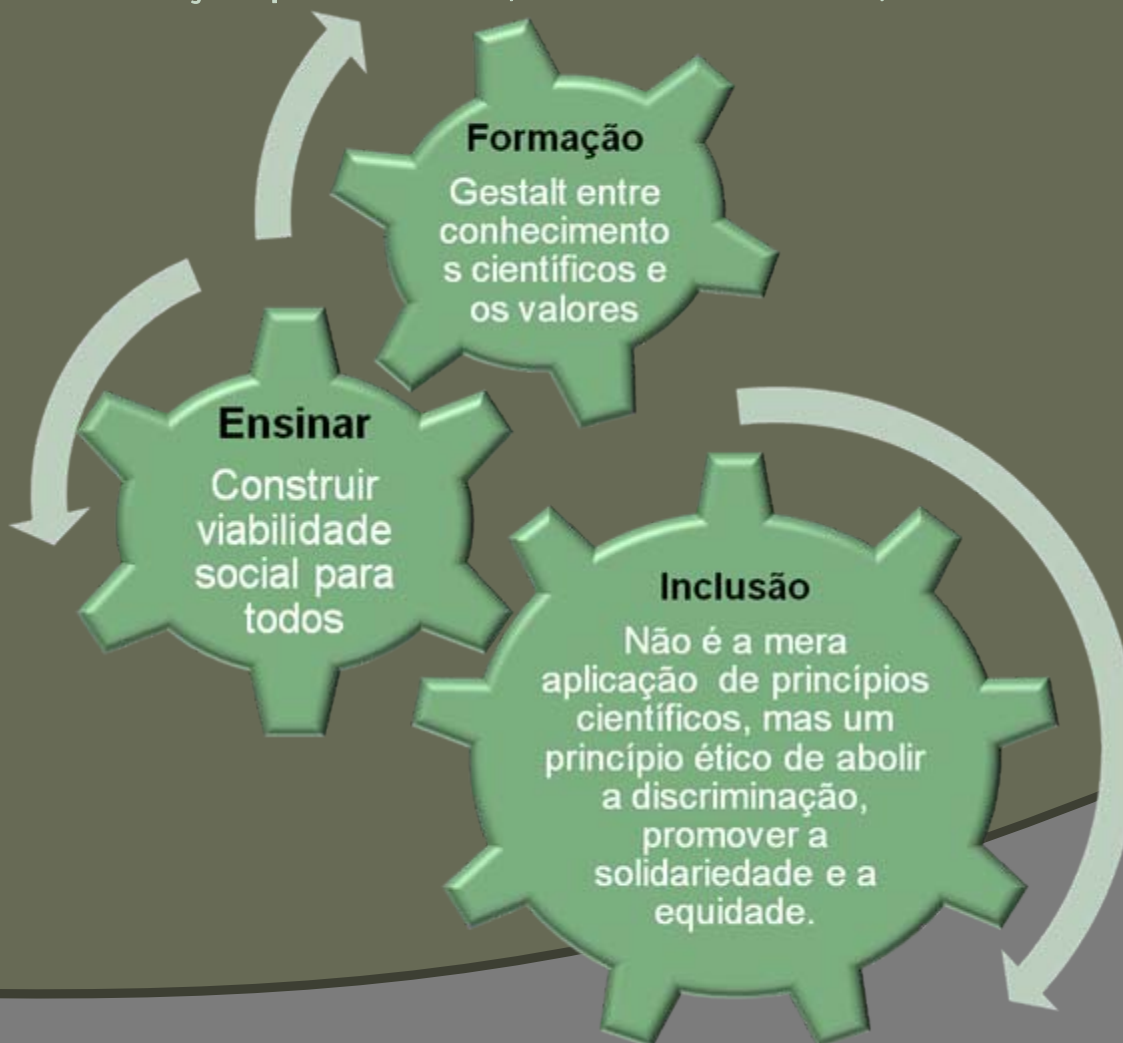 Formação
Gestalt entre
conhecimento
s científicos e
os valores
Ensinar
Construir
viabilidade
social para
todos
Inclusão
Não é a mera
aplicação de princípios
científicos, mas um
princípio ético de abolir
a discriminação,
promover a
solidariedade e a
equidade.